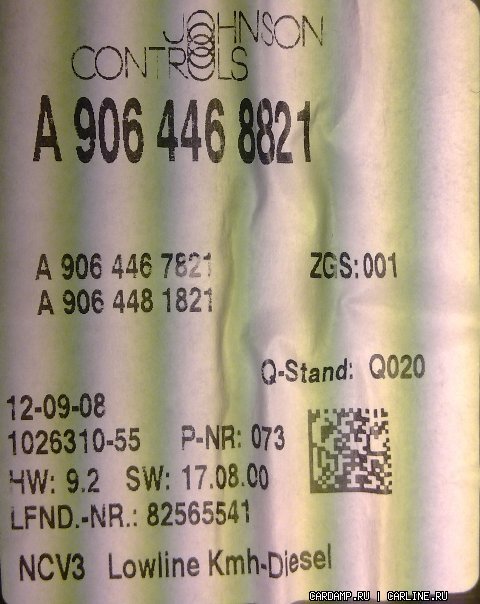 JOHNSON
CONTROLS
A 906 446 8821
A 906 446 7821 ZGS:001
A 906 448 1821
Q-Stand: Q020
12-09-08
1026310-55 P-NR: 073
HW: 9.2 SW: 17.08.00
LFND.-NR.: 82565541
NCV3 Lowline Kmh-Diesel
CARDAMP.RU | CARLINE.RU